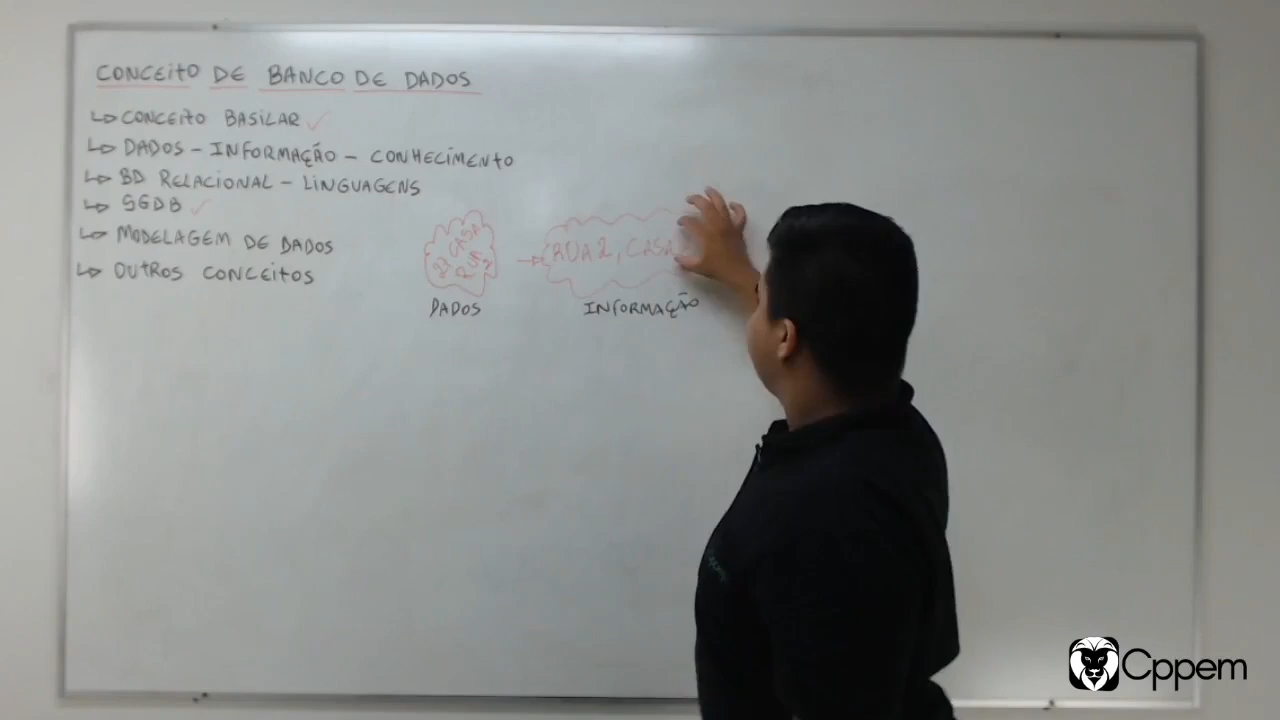 CONCEITO DE BANCO DE DADOS
CONCEITO BASILAR
DADOS - INFORMAÇÃO - CONHECIMENTO
BD RELACIONAL - LINGUAGENS
SGDB
MODELAGEM DE DADOS
OUTROS CONCEITOS
CASA
RUA 2, CASA
DADOS
INFORMAÇÃO
Cppem